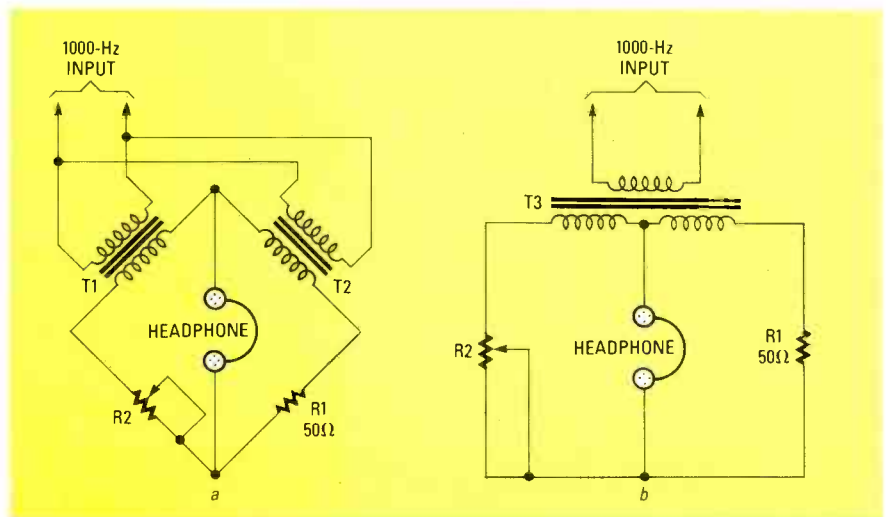 1000-Hz
INPUT
T1
T2
HEADPHONE
R2
R1
50Ω
a
1000-Hz
INPUT
T3
R2
HEADPHONE
R1
50Ω
b